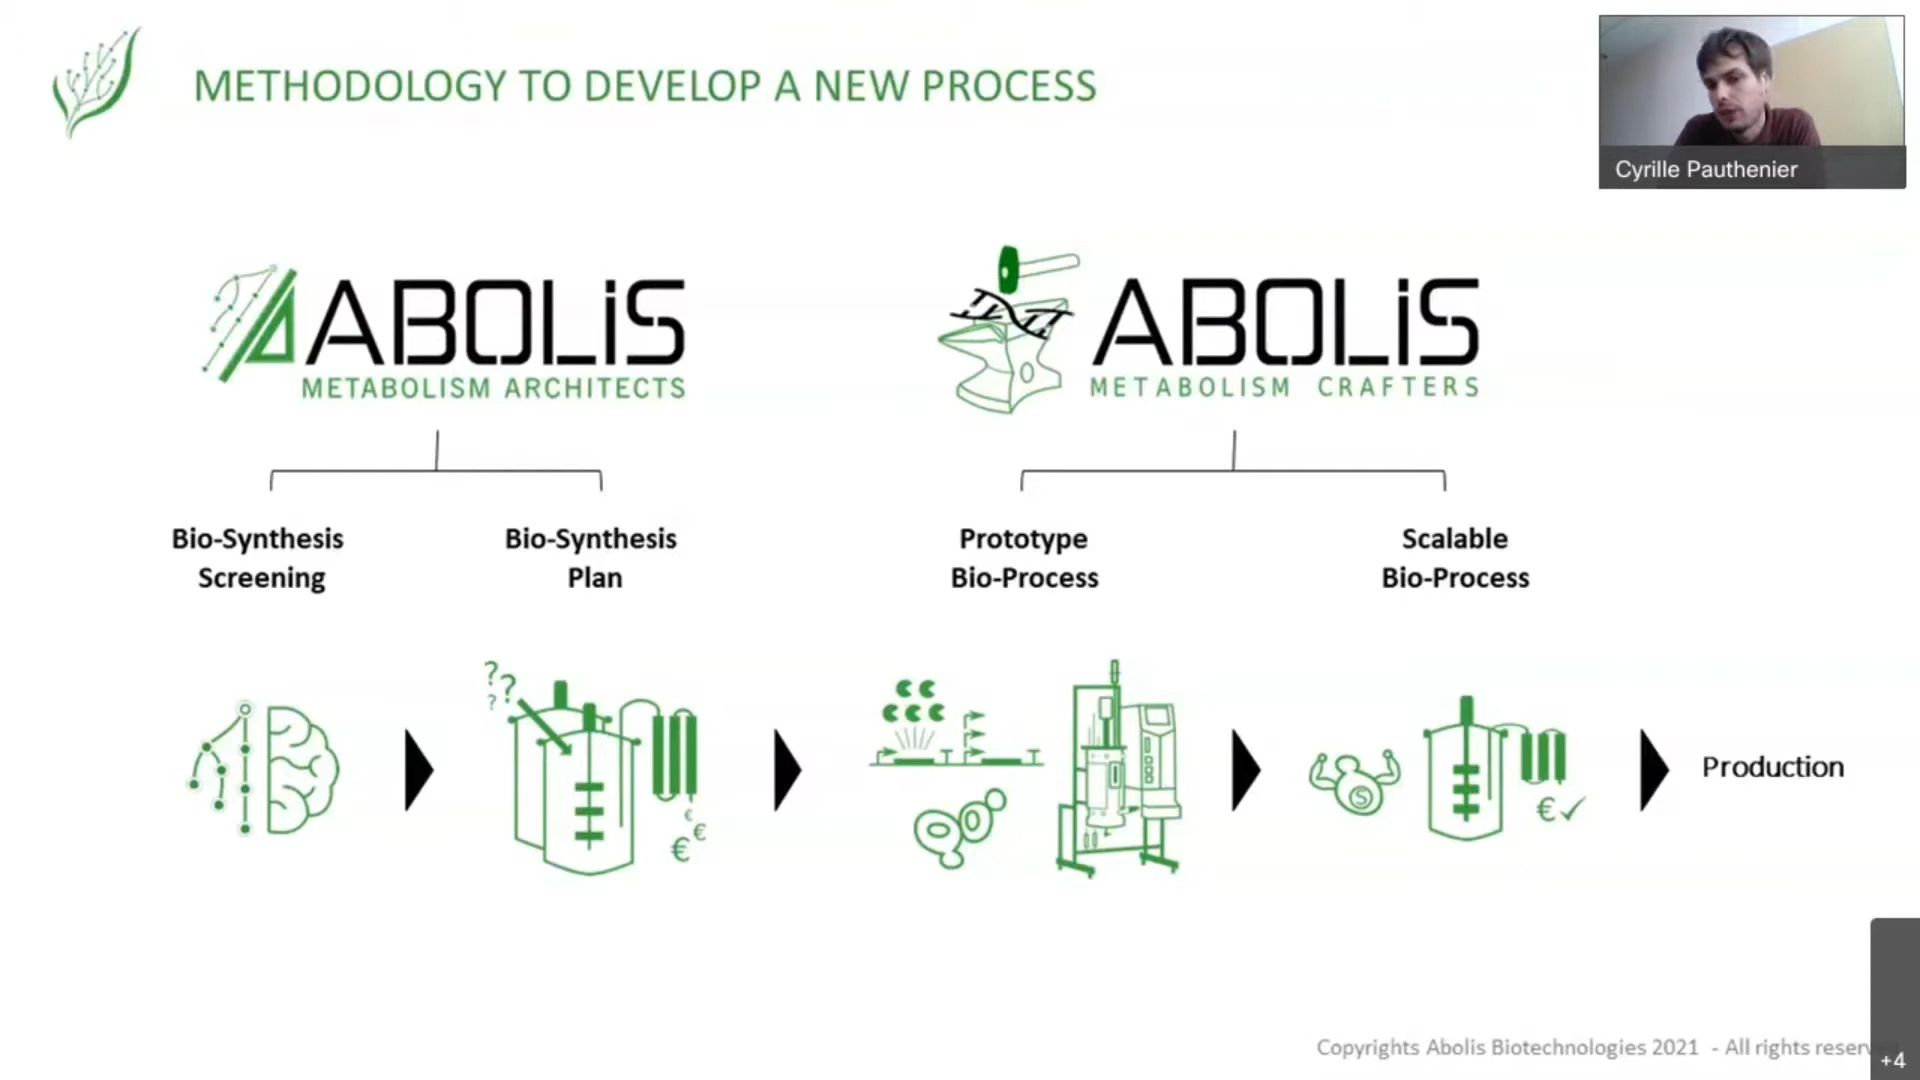 METHODOLOGY TO DEVELOP A NEW PROCESS
Cyrille Pauthenier
ABOLiS
METABOLISM ARCHITECTS
ABOLiS
METABOLISM CRAFTERS
Bio-Synthesis
Screening
Bio-Synthesis
Plan
Prototype
Bio-Process
Scalable
Bio-Process
? ? ?
€ € €
S
€✓
Production
Copyrights Abolis Biotechnologies 2021 - All rights reser
+4